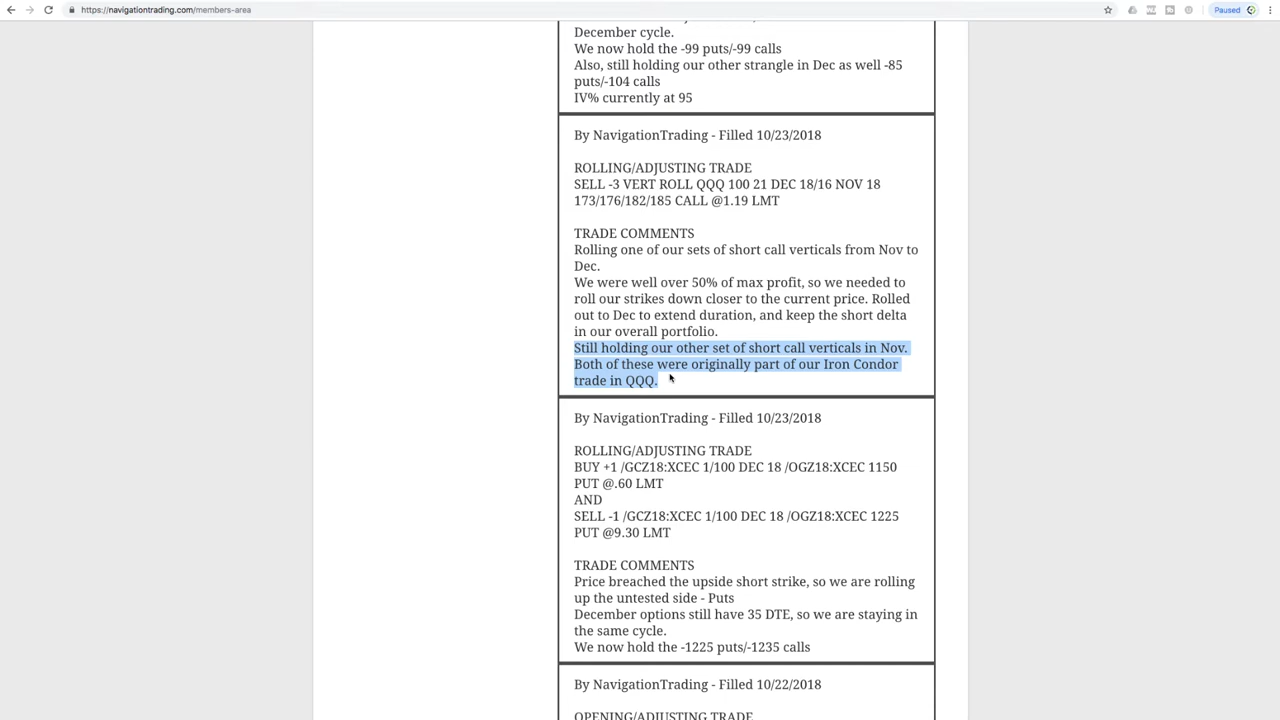 https://navigationtrading.com/members-area
Paused
December cycle.
We now hold the -99 puts/-99 calls
Also, still holding our other strangle in Dec as well -85
puts/-104 calls
IV% currently at 95
By NavigationTrading - Filled 10/23/2018
ROLLING/ADJUSTING TRADE
SELL -3 VERT ROLL QQQ 100 21 DEC 18/16 NOV 18
173/176/182/185 CALL @1.19 LMT
TRADE COMMENTS
Rolling one of our sets of short call verticals from Nov to
Dec.
We were well over 50% of max profit, so we needed to
roll our strikes down closer to the current price. Rolled
out to Dec to extend duration, and keep the short delta
in our overall portfolio.
Still holding our other set of short call verticals in Nov.
Both of these were originally part of our Iron Condor
trade in QQQ.
By NavigationTrading - Filled 10/23/2018
ROLLING/ADJUSTING TRADE
BUY +1 /GCZ18:XCEC 1/100 DEC 18 /OGZ18:XCEC 1150
PUT @.60 LMT
AND
SELL -1 /GCZ18:XCEC 1/100 DEC 18 /OGZ18:XCEC 1225
PUT @9.30 LMT
TRADE COMMENTS
Price breached the upside short strike, so we are rolling
up the untested side - Puts
December options still have 35 DTE, so we are staying in
the same cycle.
We now hold the -1225 puts/-1235 calls
By NavigationTrading - Filled 10/22/2018
OPENING/ADJUSTING TRADE